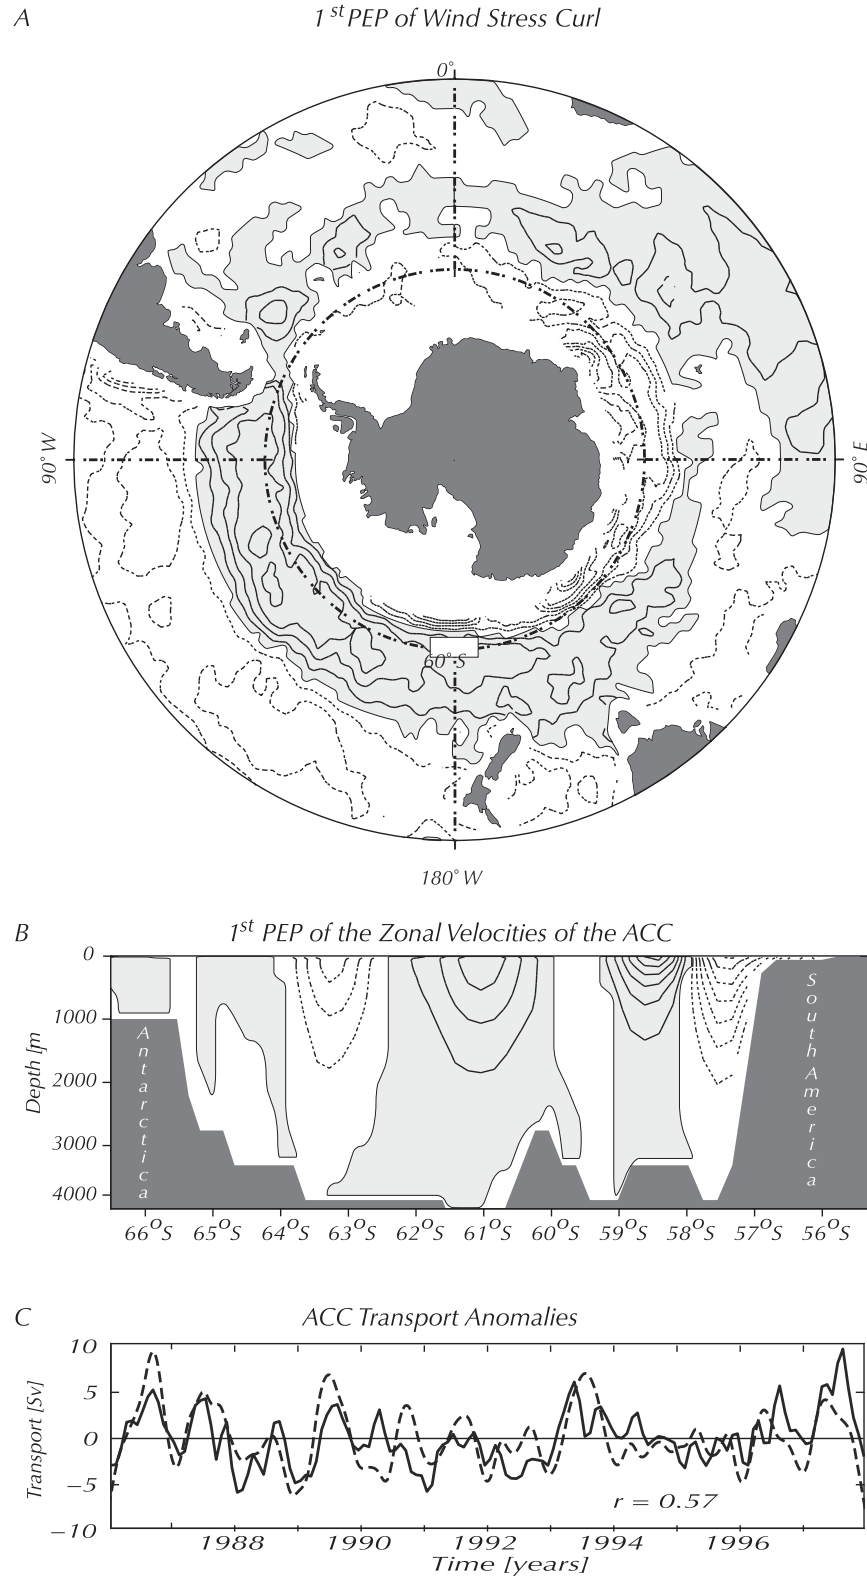 A 1st PEP of Wind Stress Curl
0°
90° W
90° E
60° S
180° W
B 1st PEP of the Zonal Velocities of the ACC
0
1000
2000
3000
4000
Depth [m
Antarctica
South America
66°S 65°S 64°S 63°S 62°S 61°S 60°S 59°S 58°S 57°S 56°S
C ACC Transport Anomalies
10
5
0
−5
−10
Transport [Sv]
r = 0.57
1988 1990 1992 1994 1996
Time [years]